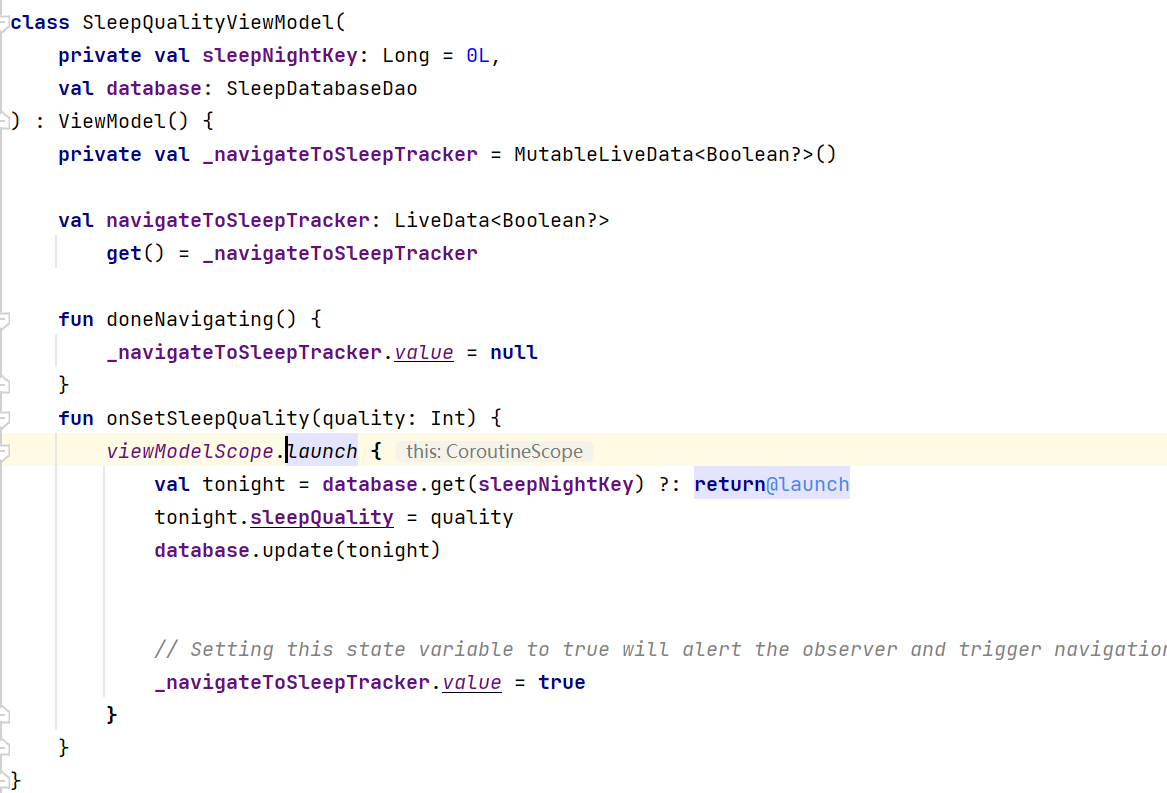 class SleepQualityViewModel(
    private val sleepNightKey: Long = 0L,
    val database: SleepDatabaseDao
) : ViewModel() {
    private val _navigateToSleepTracker = MutableLiveData<Boolean?>()
    val navigateToSleepTracker: LiveData<Boolean?>
        get() = _navigateToSleepTracker
    fun doneNavigating() {
        _navigateToSleepTracker.value = null
    }
    fun onSetSleepQuality(quality: Int) {
        viewModelScope.launch { this: CoroutineScope
            val tonight = database.get(sleepNightKey) ?: return@launch
            tonight.sleepQuality = quality
            database.update(tonight)
            // Setting this state variable to true will alert the observer and trigger navigation
            _navigateToSleepTracker.value = true
        }
    }
}